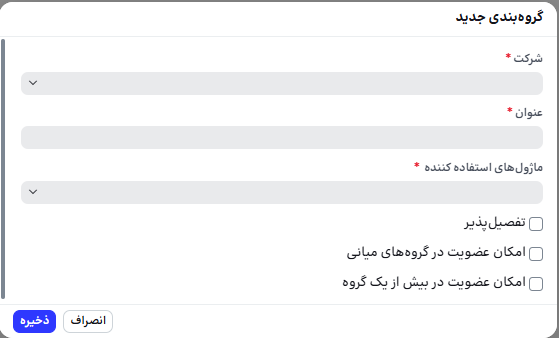 گروه‌بندی جدید
شرکت *
عنوان *
ماژول‌های استفاده کننده *
تفصیل‌پذیر
امکان عضویت در گروه‌های میانی
امکان عضویت در بیش از یک گروه
انصراف
ذخیره